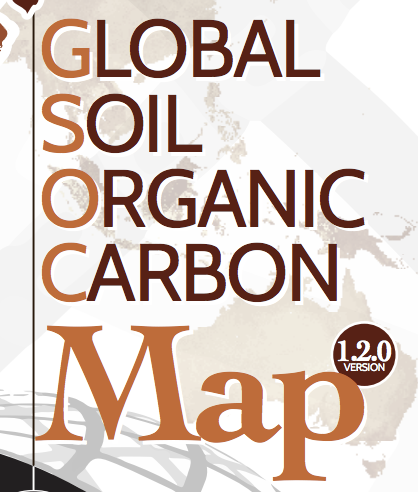 GLOBAL
SOIL
ORGANIC
CARBON
Map
1.2.0
VERSION